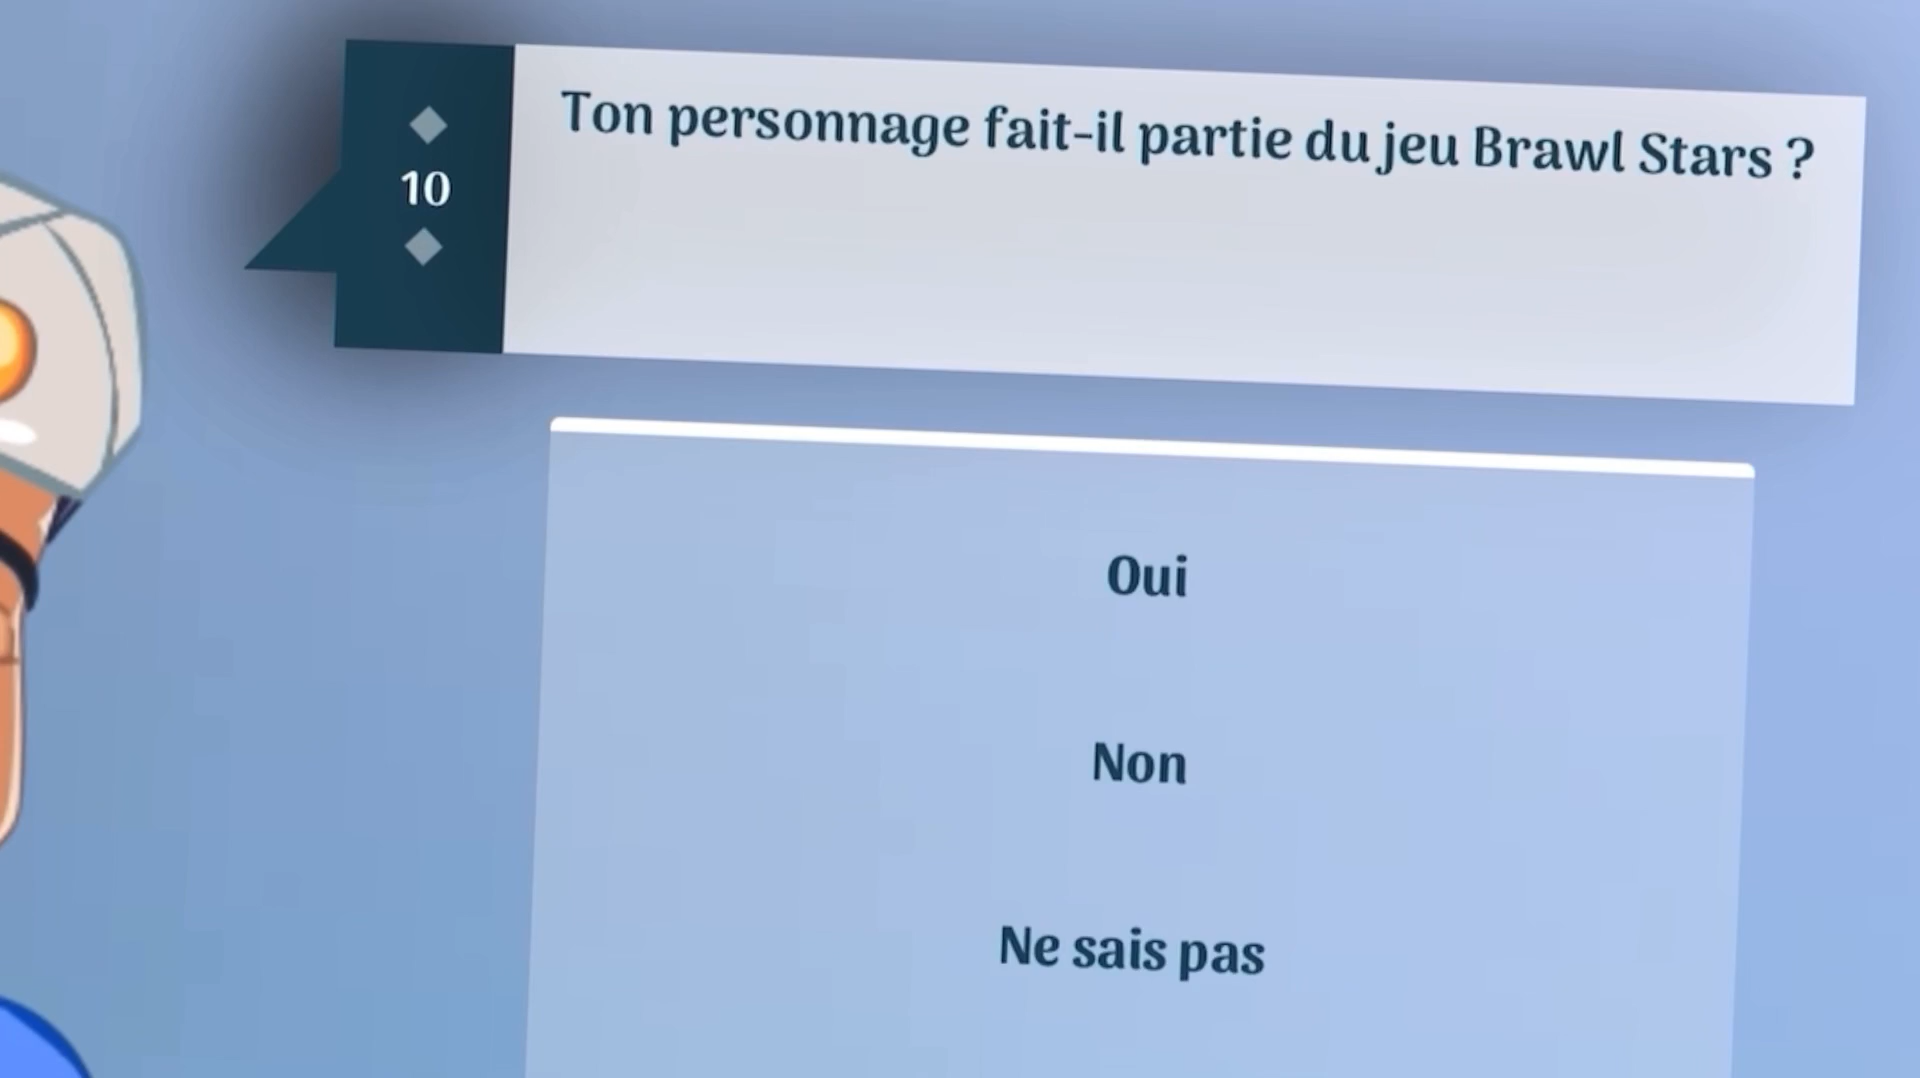 10
Ton personnage fait-il partie du jeu Brawl Stars ?
Oui
Non
Ne sais pas